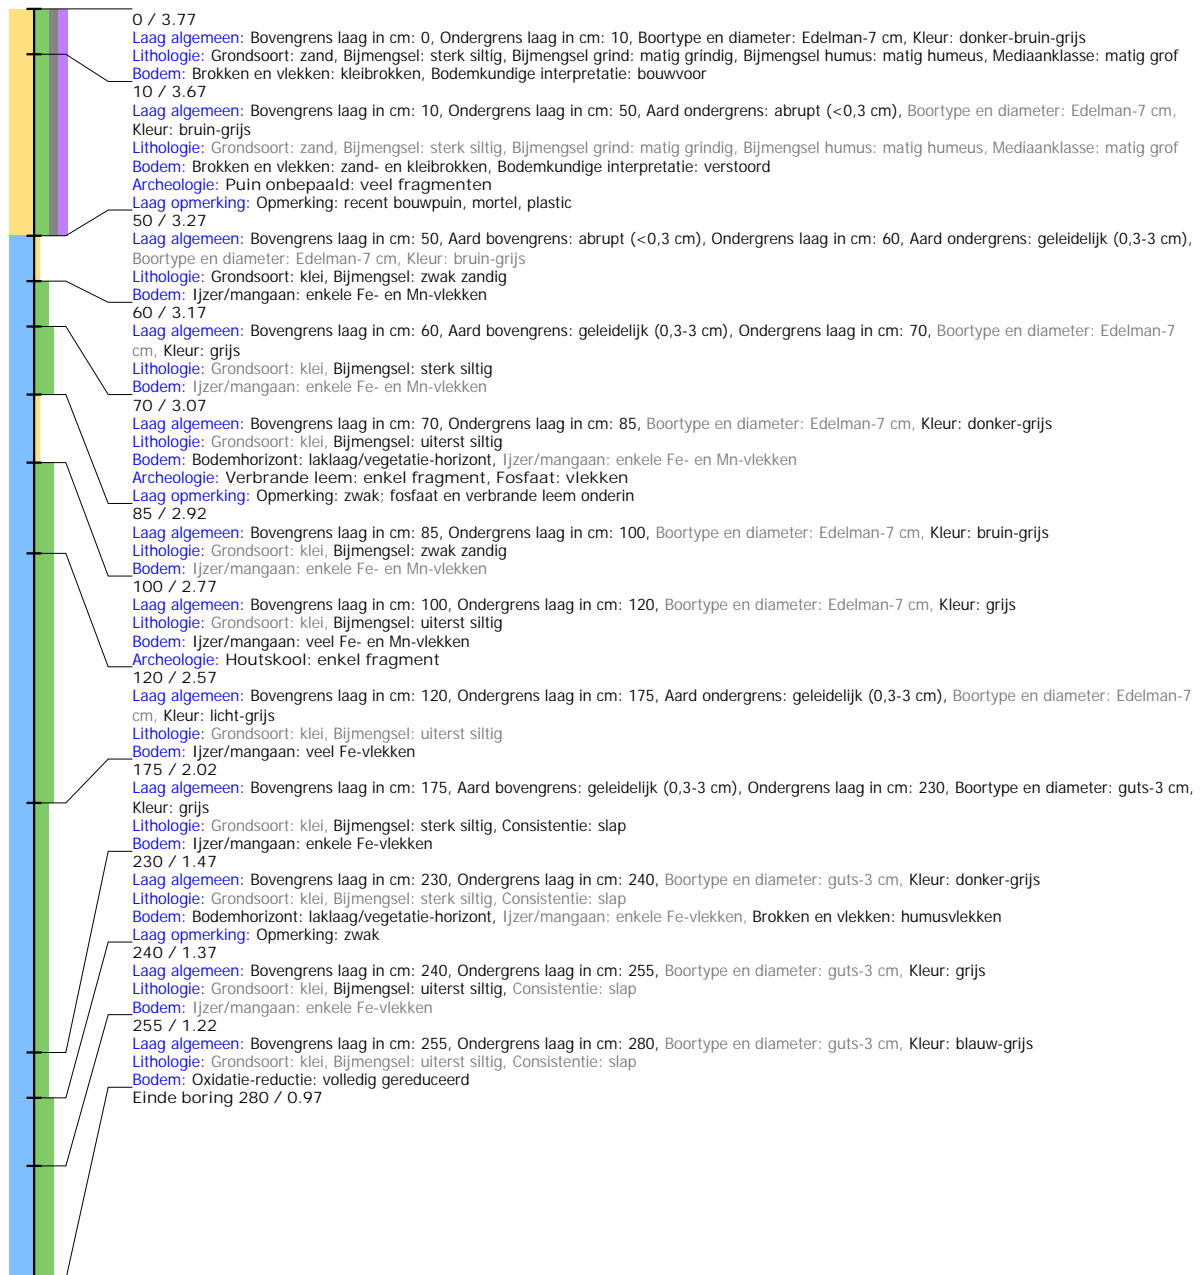 0 / 3.77
Laag algemeen: Bovengrens laag in cm: 0, Ondergrens laag in cm: 10, Boortype en diameter: Edelman-7 cm, Kleur: donker-bruin-grijs
Lithologie: Grondsoort: zand, Bijmengsel: sterk siltig, Bijmengsel grind: matig grindig, Bijmengsel humus: matig humeus, Mediaanklasse: matig grof
Bodem: Brokken en vlekken: kleibrokken, Bodemkundige interpretatie: bouwvoor
10 / 3.67
Laag algemeen: Bovengrens laag in cm: 10, Ondergrens laag in cm: 50, Aard ondergrens: abrupt (<0,3 cm), Boortype en diameter: Edelman-7 cm,
Kleur: bruin-grijs
Lithologie: Grondsoort: zand, Bijmengsel: sterk siltig, Bijmengsel grind: matig grindig, Bijmengsel humus: matig humeus, Mediaanklasse: matig grof
Bodem: Brokken en vlekken: zand- en kleibrokken, Bodemkundige interpretatie: verstoord
Archeologie: Puin onbepaald: veel fragmenten
Laag opmerking: Opmerking: recent bouwpuin, mortel, plastic
50 / 3.27
Laag algemeen: Bovengrens laag in cm: 50, Aard bovengrens: abrupt (<0,3 cm), Ondergrens laag in cm: 60, Aard ondergrens: geleidelijk (0,3-3 cm),
Boortype en diameter: Edelman-7 cm, Kleur: bruin-grijs
Lithologie: Grondsoort: klei, Bijmengsel: zwak zandig
Bodem: Ijzer/mangaan: enkele Fe- en Mn-vlekken
60 / 3.17
Laag algemeen: Bovengrens laag in cm: 60, Aard bovengrens: geleidelijk (0,3-3 cm), Ondergrens laag in cm: 70, Boortype en diameter: Edelman-7
cm, Kleur: grijs
Lithologie: Grondsoort: klei, Bijmengsel: sterk siltig
Bodem: Ijzer/mangaan: enkele Fe- en Mn-vlekken
70 / 3.07
Laag algemeen: Bovengrens laag in cm: 70, Ondergrens laag in cm: 85, Boortype en diameter: Edelman-7 cm, Kleur: donker-grijs
Lithologie: Grondsoort: klei, Bijmengsel: uiterst siltig
Bodem: Bodemhorizont: laklaag/vegetatie-horizont, Ijzer/mangaan: enkele Fe- en Mn-vlekken
Archeologie: Verbrande leem: enkel fragment, Fosfaat: vlekken
Laag opmerking: Opmerking: zwak; fosfaat en verbrande leem onderin
85 / 2.92
Laag algemeen: Bovengrens laag in cm: 85, Ondergrens laag in cm: 100, Boortype en diameter: Edelman-7 cm, Kleur: bruin-grijs
Lithologie: Grondsoort: klei, Bijmengsel: zwak zandig
Bodem: Ijzer/mangaan: enkele Fe- en Mn-vlekken
100 / 2.77
Laag algemeen: Bovengrens laag in cm: 100, Ondergrens laag in cm: 120, Boortype en diameter: Edelman-7 cm, Kleur: grijs
Lithologie: Grondsoort: klei, Bijmengsel: uiterst siltig
Bodem: Ijzer/mangaan: veel Fe- en Mn-vlekken
Archeologie: Houtskool: enkel fragment
120 / 2.57
Laag algemeen: Bovengrens laag in cm: 120, Ondergrens laag in cm: 175, Aard ondergrens: geleidelijk (0,3-3 cm), Boortype en diameter: Edelman-7
cm, Kleur: licht-grijs
Lithologie: Grondsoort: klei, Bijmengsel: uiterst siltig
Bodem: Ijzer/mangaan: veel Fe-vlekken
175 / 2.02
Laag algemeen: Bovengrens laag in cm: 175, Aard bovengrens: geleidelijk (0,3-3 cm), Ondergrens laag in cm: 230, Boortype en diameter: guts-3 cm,
Kleur: grijs
Lithologie: Grondsoort: klei, Bijmengsel: sterk siltig, Consistentie: slap
Bodem: Ijzer/mangaan: enkele Fe-vlekken
230 / 1.47
Laag algemeen: Bovengrens laag in cm: 230, Ondergrens laag in cm: 240, Boortype en diameter: guts-3 cm, Kleur: donker-grijs
Lithologie: Grondsoort: klei, Bijmengsel: sterk siltig, Consistentie: slap
Bodem: Bodemhorizont: laklaag/vegetatie-horizont, Ijzer/mangaan: enkele Fe-vlekken, Brokken en vlekken: humusvlekken
Laag opmerking: Opmerking: zwak
240 / 1.37
Laag algemeen: Bovengrens laag in cm: 240, Ondergrens laag in cm: 255, Boortype en diameter: guts-3 cm, Kleur: grijs
Lithologie: Grondsoort: klei, Bijmengsel: uiterst siltig, Consistentie: slap
Bodem: Ijzer/mangaan: enkele Fe-vlekken
255 / 1.22
Laag algemeen: Bovengrens laag in cm: 255, Ondergrens laag in cm: 280, Boortype en diameter: guts-3 cm, Kleur: blauw-grijs
Lithologie: Grondsoort: klei, Bijmengsel: uiterst siltig, Consistentie: slap
Bodem: Oxidatie-reductie: volledig gereduceerd
Einde boring 280 / 0.97